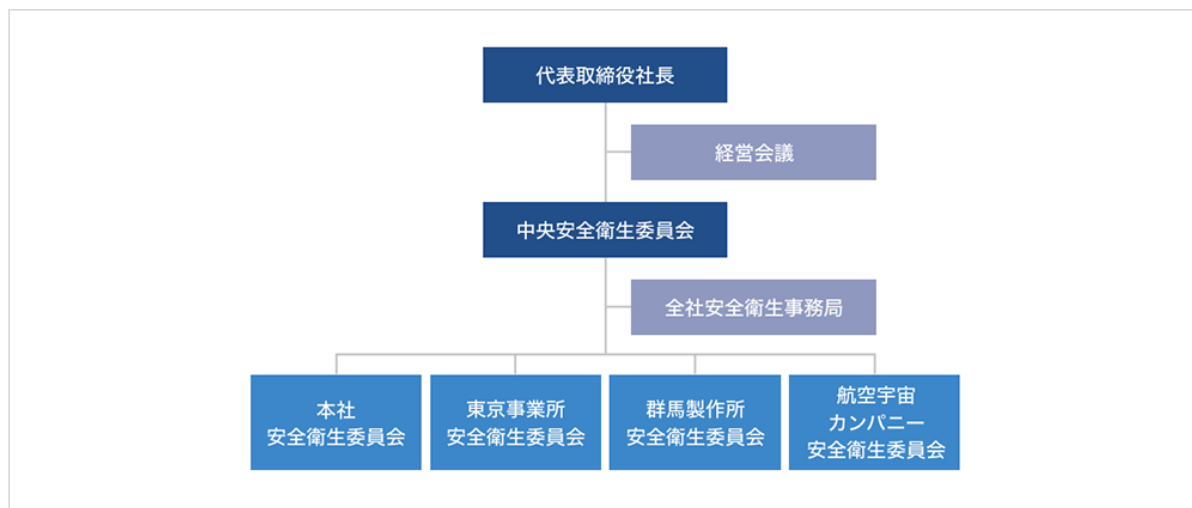 代表取締役社長
経営会議
中央安全衛生委員会
全社安全衛生事務局
本社
安全衛生委員会
東京事業所
安全衛生委員会
群馬製作所
安全衛生委員会
航空宇宙
カンパニー
安全衛生委員会